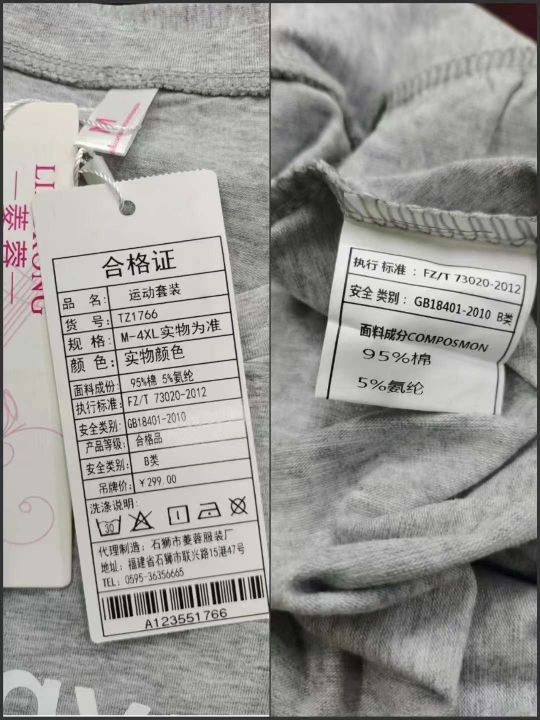 M
菱蓉
合格证
品 名: 运动套装
货 号: TZ1766
规 格: M-4XL实物为准
颜 色: 实物颜色
面料成份: 95%棉 5%氨纶
执行标准: FZ/T 73020-2012
安全类别: GB18401-2010
产品等级: 合格品
安全类别: B类
吊牌价: ¥299.00
洗涤说明:
30
代理制造: 石狮市菱蓉服装厂
地址: 福建省石狮市联兴路15港47号
TEL: 0595-36356665
A123551766
执行 标准 : FZ/T 73020-2012
安全 类别 : GB18401-2010 B类
面料成分COMPOSMON
95%棉
5%氨纶